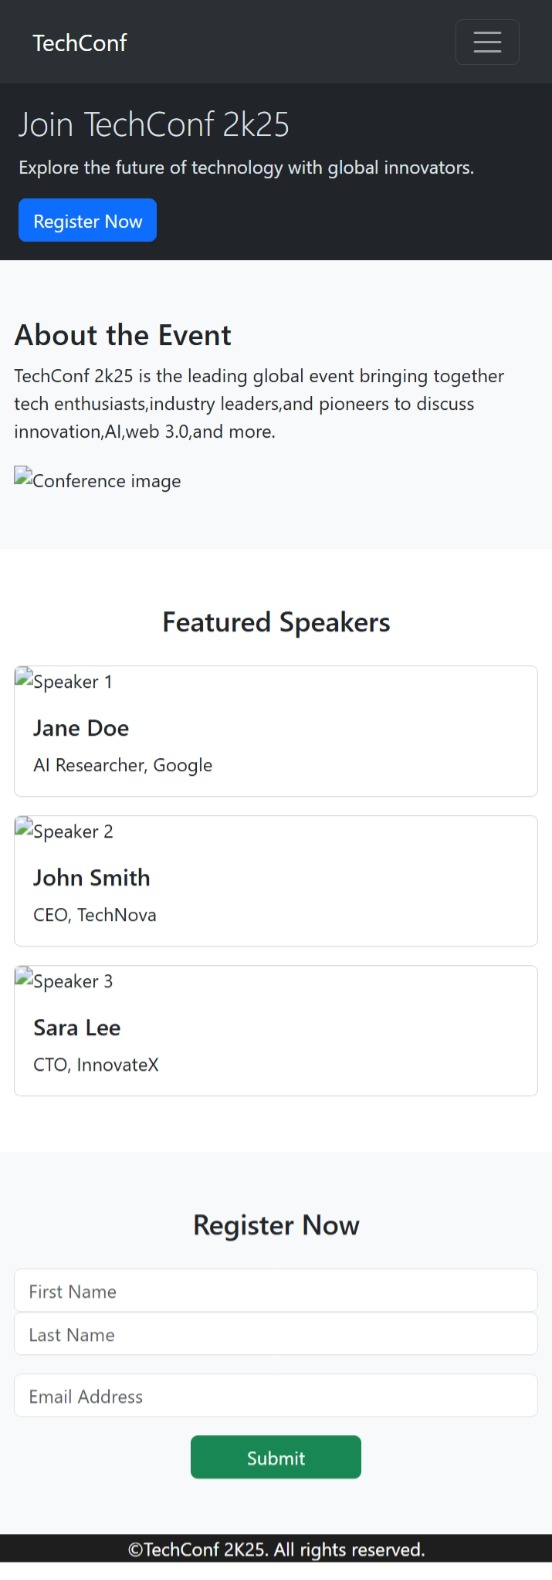 TechConf
Join TechConf 2k25
Explore the future of technology with global innovators.
Register Now
About the Event
TechConf 2k25 is the leading global event bringing together
tech enthusiasts,industry leaders,and pioneers to discuss
innovation,AI,web 3.0,and more.
Conference image
Featured Speakers
Speaker 1
Jane Doe
AI Researcher, Google
Speaker 2
John Smith
CEO, TechNova
Speaker 3
Sara Lee
CTO, InnovateX
Register Now
First Name
Last Name
Email Address
Submit
©TechConf 2K25. All rights reserved.